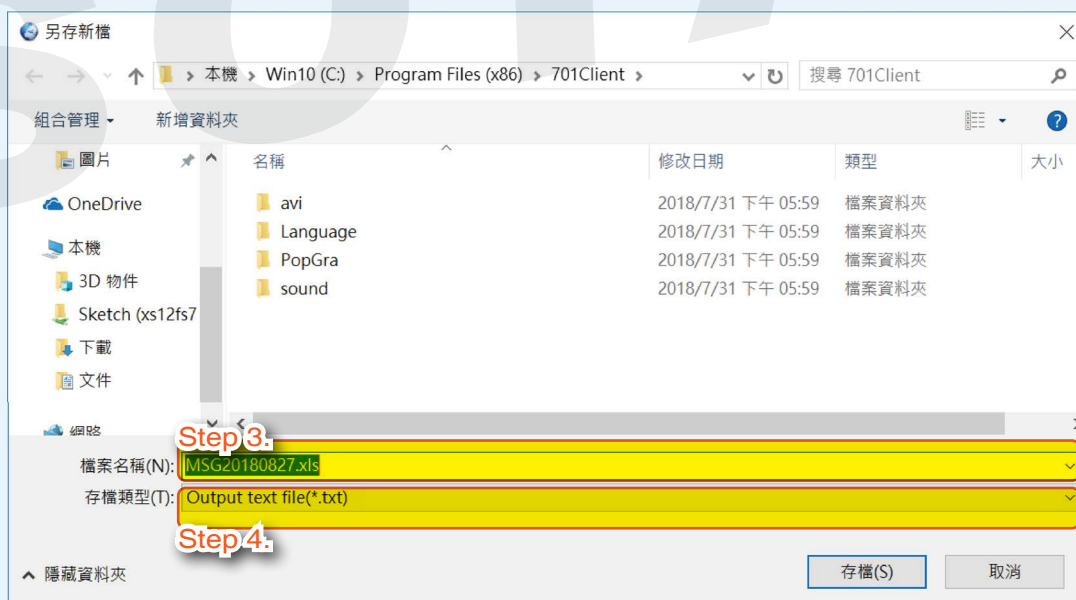 另存新檔
本機 > Win10 (C:) > Program Files (x86) > 701Client >
搜尋 701Client
組合管理
新增資料夾
圖片
OneDrive
本機
3D 物件
Sketch (xs12fs7
下載
文件
網路
名稱 修改日期 類型 大小
avi 2018/7/31 下午 05:59 檔案資料夾
Language 2018/7/31 下午 05:59 檔案資料夾
PopGra 2018/7/31 下午 05:59 檔案資料夾
sound 2018/7/31 下午 05:59 檔案資料夾
Step 3.
檔案名稱(N): MSG20180827.xls
存檔類型(T): Output text file(*.txt)
Step 4.
隱藏資料夾
存檔(S)
取消